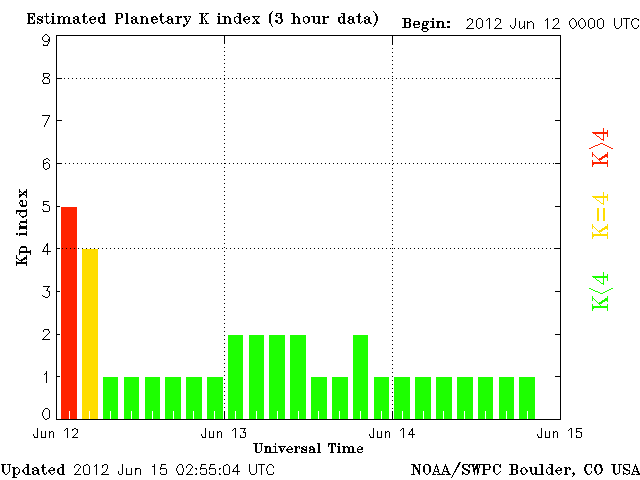 Estimated Planetary K index (3 hour data) Begin: 2012 Jun 12 0000 UTC
9
8
7
6
5
4
3
2
1
0
Kp index
K>4
K=4
K<4
Jun 12 Jun 13 Jun 14 Jun 15
Universal Time
Updated 2012 Jun 15 02:55:04 UTC NOAA/SWPC Boulder, CO USA